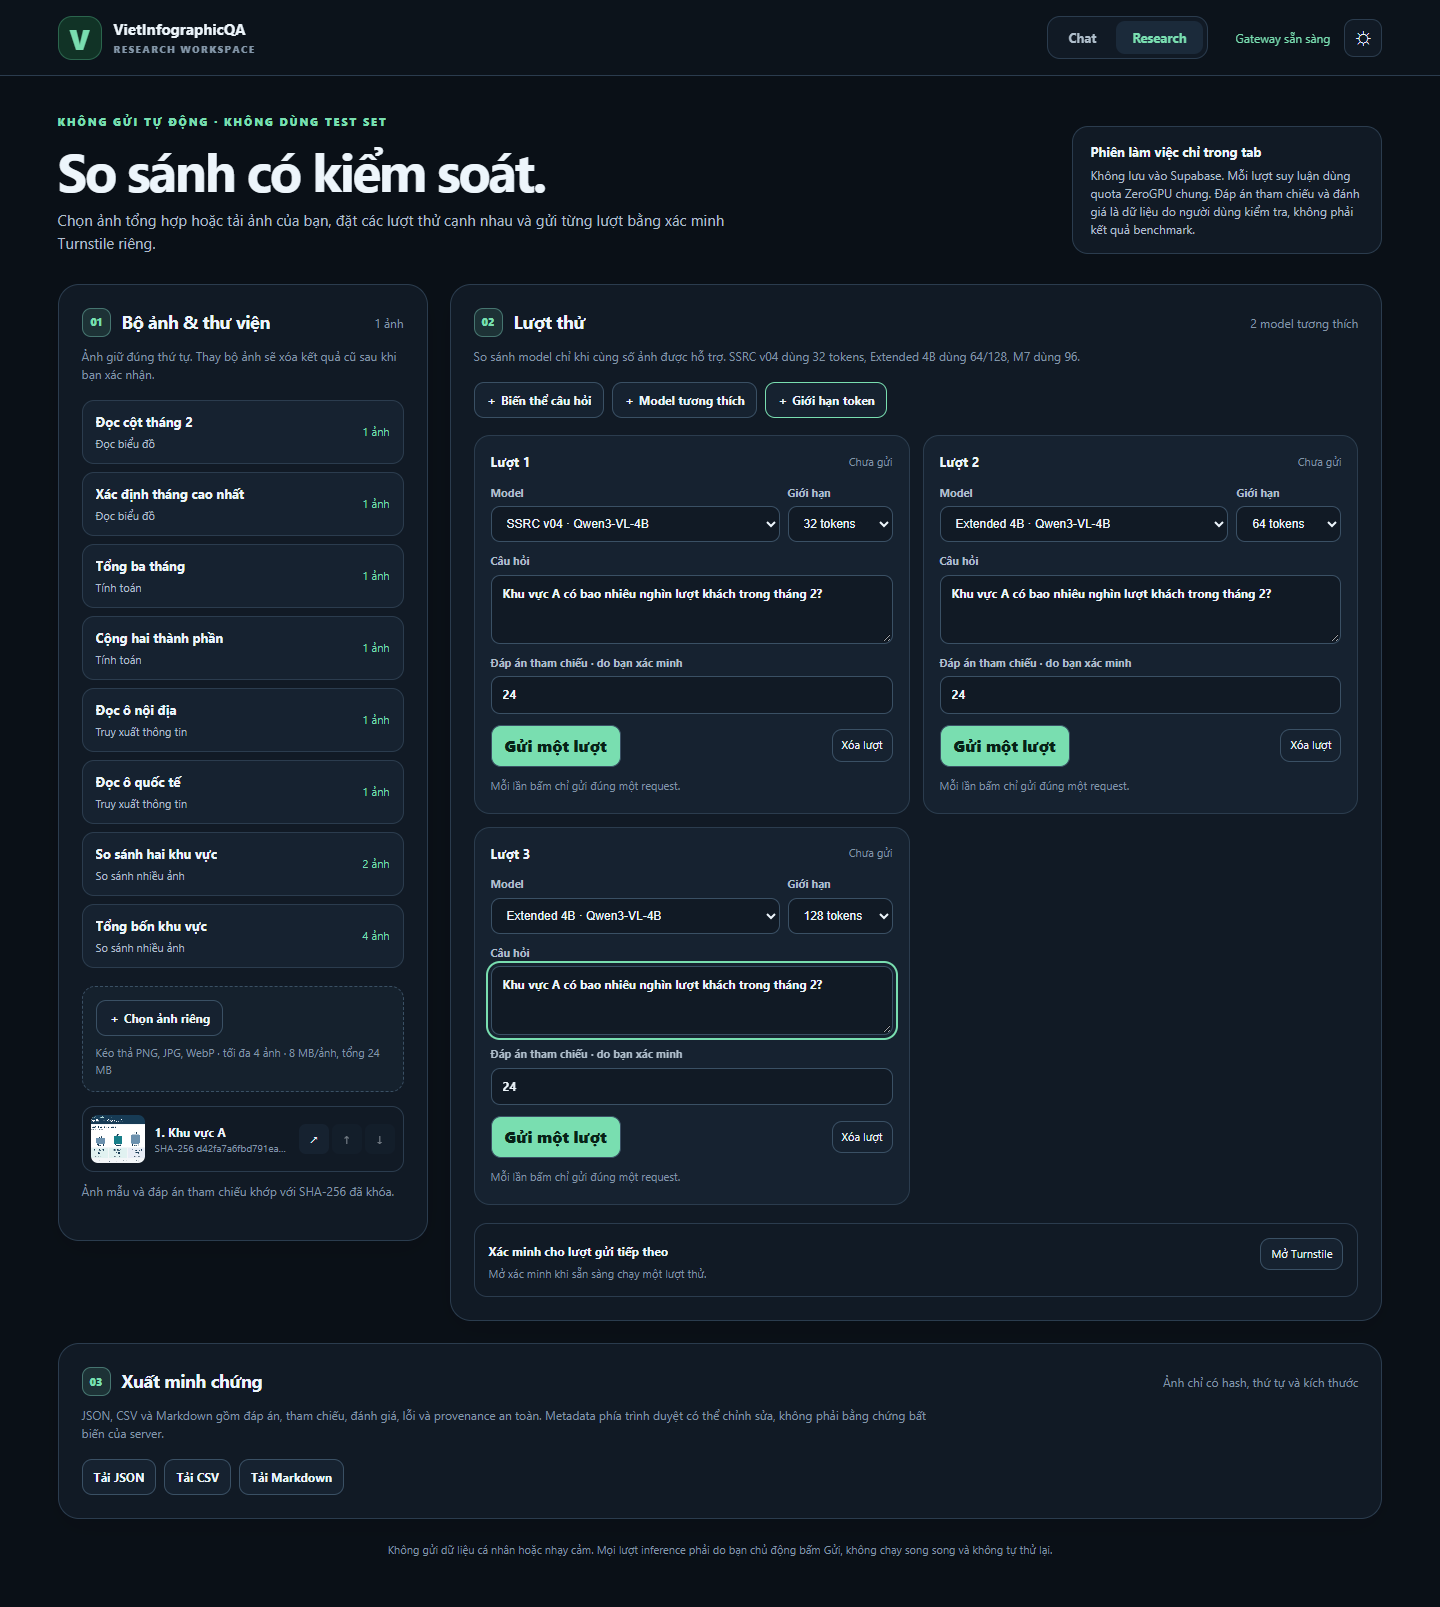 V
VietInfographicQA
RESEARCH WORKSPACE
Chat
Research
Gateway sẵn sàng
KHÔNG GỬI TỰ ĐỘNG · KHÔNG DÙNG TEST SET
So sánh có kiểm soát.
Chọn ảnh tổng hợp hoặc tải ảnh của bạn, đặt các lượt thử cạnh nhau và gửi từng lượt bằng xác minh
Turnstile riêng.
Phiên làm việc chỉ trong tab
Không lưu vào Supabase. Mỗi lượt suy luận dùng
quota ZeroGPU chung. Đáp án tham chiếu và đánh
giá là dữ liệu do người dùng kiểm tra, không phải
kết quả benchmark.
01
Bộ ảnh & thư viện
1 ảnh
Ảnh giữ đúng thứ tự. Thay bộ ảnh sẽ xóa kết quả cũ sau khi
bạn xác nhận.
Đọc cột tháng 2
Đọc biểu đồ
1 ảnh
Xác định tháng cao nhất
Đọc biểu đồ
1 ảnh
Tổng ba tháng
Tính toán
1 ảnh
Cộng hai thành phần
Tính toán
1 ảnh
Đọc ô nội địa
Truy xuất thông tin
1 ảnh
Đọc ô quốc tế
Truy xuất thông tin
1 ảnh
So sánh hai khu vực
So sánh nhiều ảnh
2 ảnh
Tổng bốn khu vực
So sánh nhiều ảnh
4 ảnh
+ Chọn ảnh riêng
Kéo thả PNG, JPG, WebP · tối đa 4 ảnh · 8 MB/ảnh, tổng 24
MB
1. Khu vực A
SHA-256 d42fa7a6fbd791ea...
↗
↑
↓
Ảnh mẫu và đáp án tham chiếu khớp với SHA-256 đã khóa.
02
Lượt thử
2 model tương thích
So sánh model chỉ khi cùng số ảnh được hỗ trợ. SSRC v04 dùng 32 tokens, Extended 4B dùng 64/128, M7 dùng 96.
+ Biến thể câu hỏi
+ Model tương thích
+ Giới hạn token
Lượt 1
Chưa gửi
Model
Giới hạn
SSRC v04 · Qwen3-VL-4B
32 tokens
Câu hỏi
Khu vực A có bao nhiêu nghìn lượt khách trong tháng 2?
Đáp án tham chiếu · do bạn xác minh
24
Gửi một lượt
Xóa lượt
Mỗi lần bấm chỉ gửi đúng một request.
Lượt 2
Chưa gửi
Model
Giới hạn
Extended 4B · Qwen3-VL-4B
64 tokens
Câu hỏi
Khu vực A có bao nhiêu nghìn lượt khách trong tháng 2?
Đáp án tham chiếu · do bạn xác minh
24
Gửi một lượt
Xóa lượt
Mỗi lần bấm chỉ gửi đúng một request.
Lượt 3
Chưa gửi
Model
Giới hạn
Extended 4B · Qwen3-VL-4B
128 tokens
Câu hỏi
Khu vực A có bao nhiêu nghìn lượt khách trong tháng 2?
Đáp án tham chiếu · do bạn xác minh
24
Gửi một lượt
Xóa lượt
Mỗi lần bấm chỉ gửi đúng một request.
Xác minh cho lượt gửi tiếp theo
Mở xác minh khi sẵn sàng chạy một lượt thử.
Mở Turnstile
03
Xuất minh chứng
Ảnh chỉ có hash, thứ tự và kích thước
JSON, CSV và Markdown gồm đáp án, tham chiếu, đánh giá, lỗi và provenance an toàn. Metadata phía trình duyệt có thể chỉnh sửa, không phải bằng chứng bất
biến của server.
Tải JSON
Tải CSV
Tải Markdown
Không gửi dữ liệu cá nhân hoặc nhạy cảm. Mọi lượt inference phải do bạn chủ động bấm Gửi, không chạy song song và không tự thử lại.